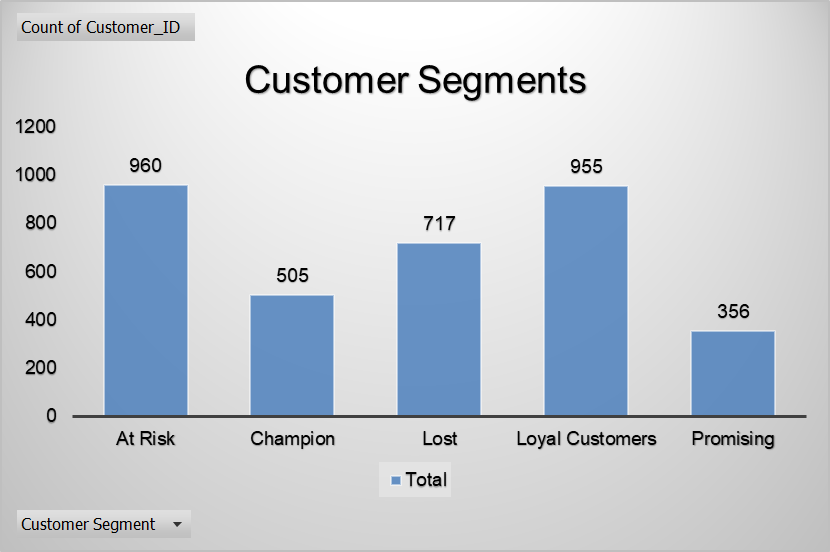 Count of Customer_ID
Customer Segments
1200
1000
800
600
400
200
0
960
505
717
955
356
At Risk
Champion
Lost
Loyal Customers
Promising
Total
Customer Segment